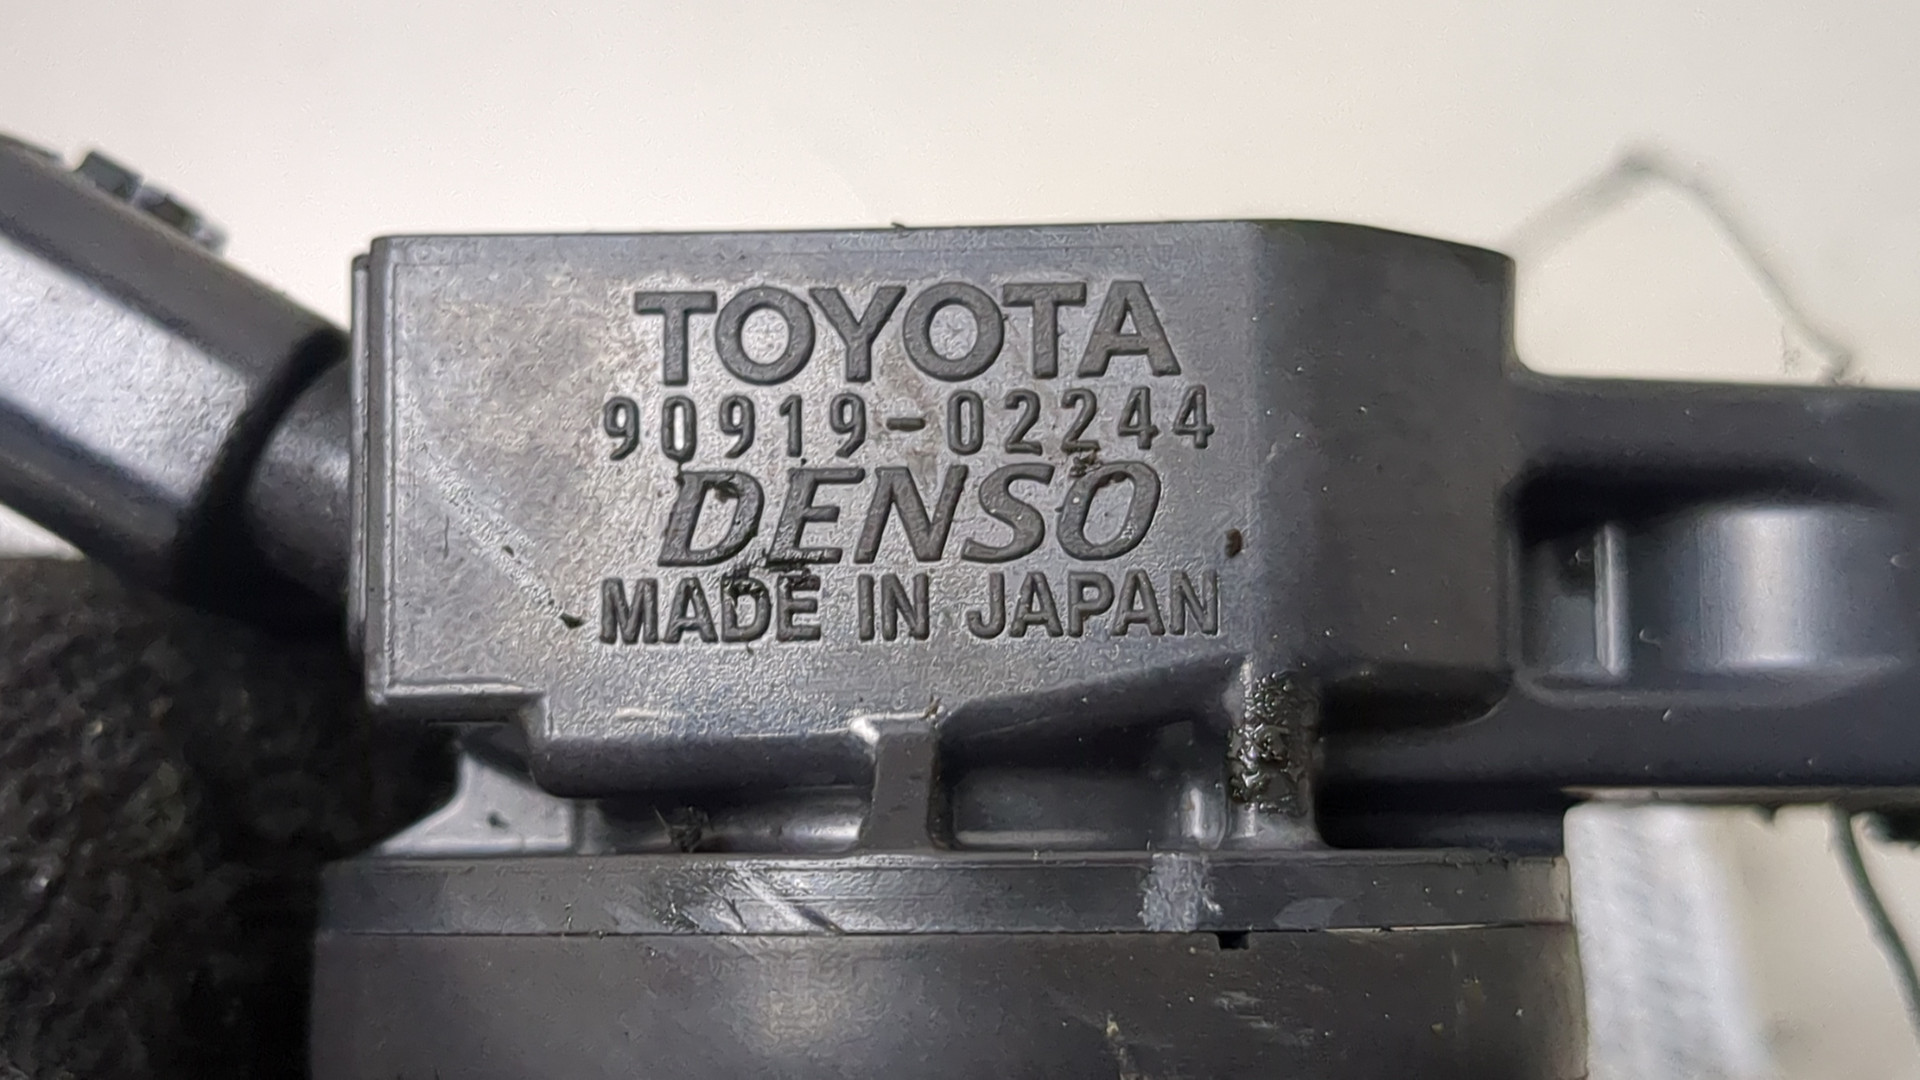 TOYOTA
90919-02244
DENSO
MADE IN JAPAN